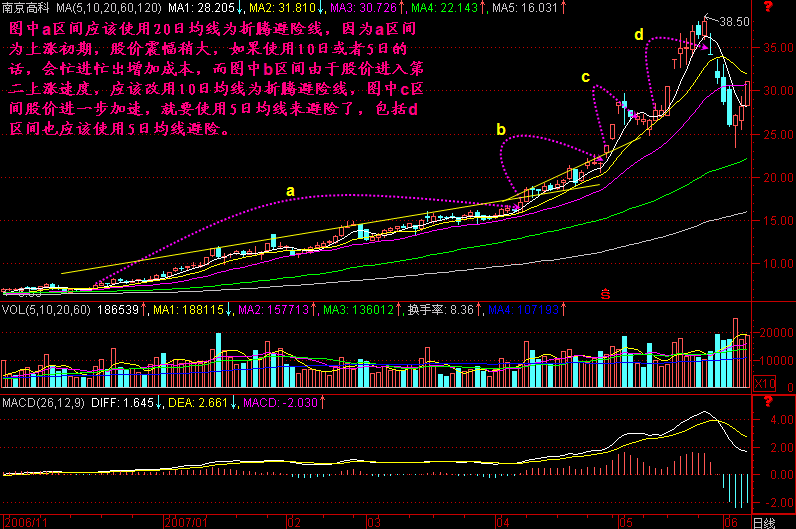 南京高科 MA(5,10,20,60,120) MA1: 28.205↓, MA2: 31.810↓, MA3: 30.726↑, MA4: 22.143↑, MA5: 16.031↑ ?
图中a区间应该使用20日均线为折腾避险线，因为a区间
为上涨初期，股价震幅稍大，如果使用10日或者5日的
话，会忙进忙出增加成本，而图中b区间由于股价进入第
二上涨速度，应该改用10日均线为折腾避险线，图中c区
间股价进一步加速，就要使用5日均线来避险了，包括d
区间也应该使用5日均线避险。
38.50
35.00
30.00
25.00
20.00
15.00
10.00
a
b
c
d
S
VOL(5,10,20,60) 186539↑, MA1: 188115↓, MA2: 157713↑, MA3: 136012↑, 换手率: 8.36↑, MA4: 107193↑
20000
10000
0
X10
MACD(26,12,9) DIFF: 1.645↓, DEA: 2.661↓, MACD: -2.030↑ ?
4.00
2.00
0.00
-2.00
2006/11 2007/01 02 03 04 05 06 日线